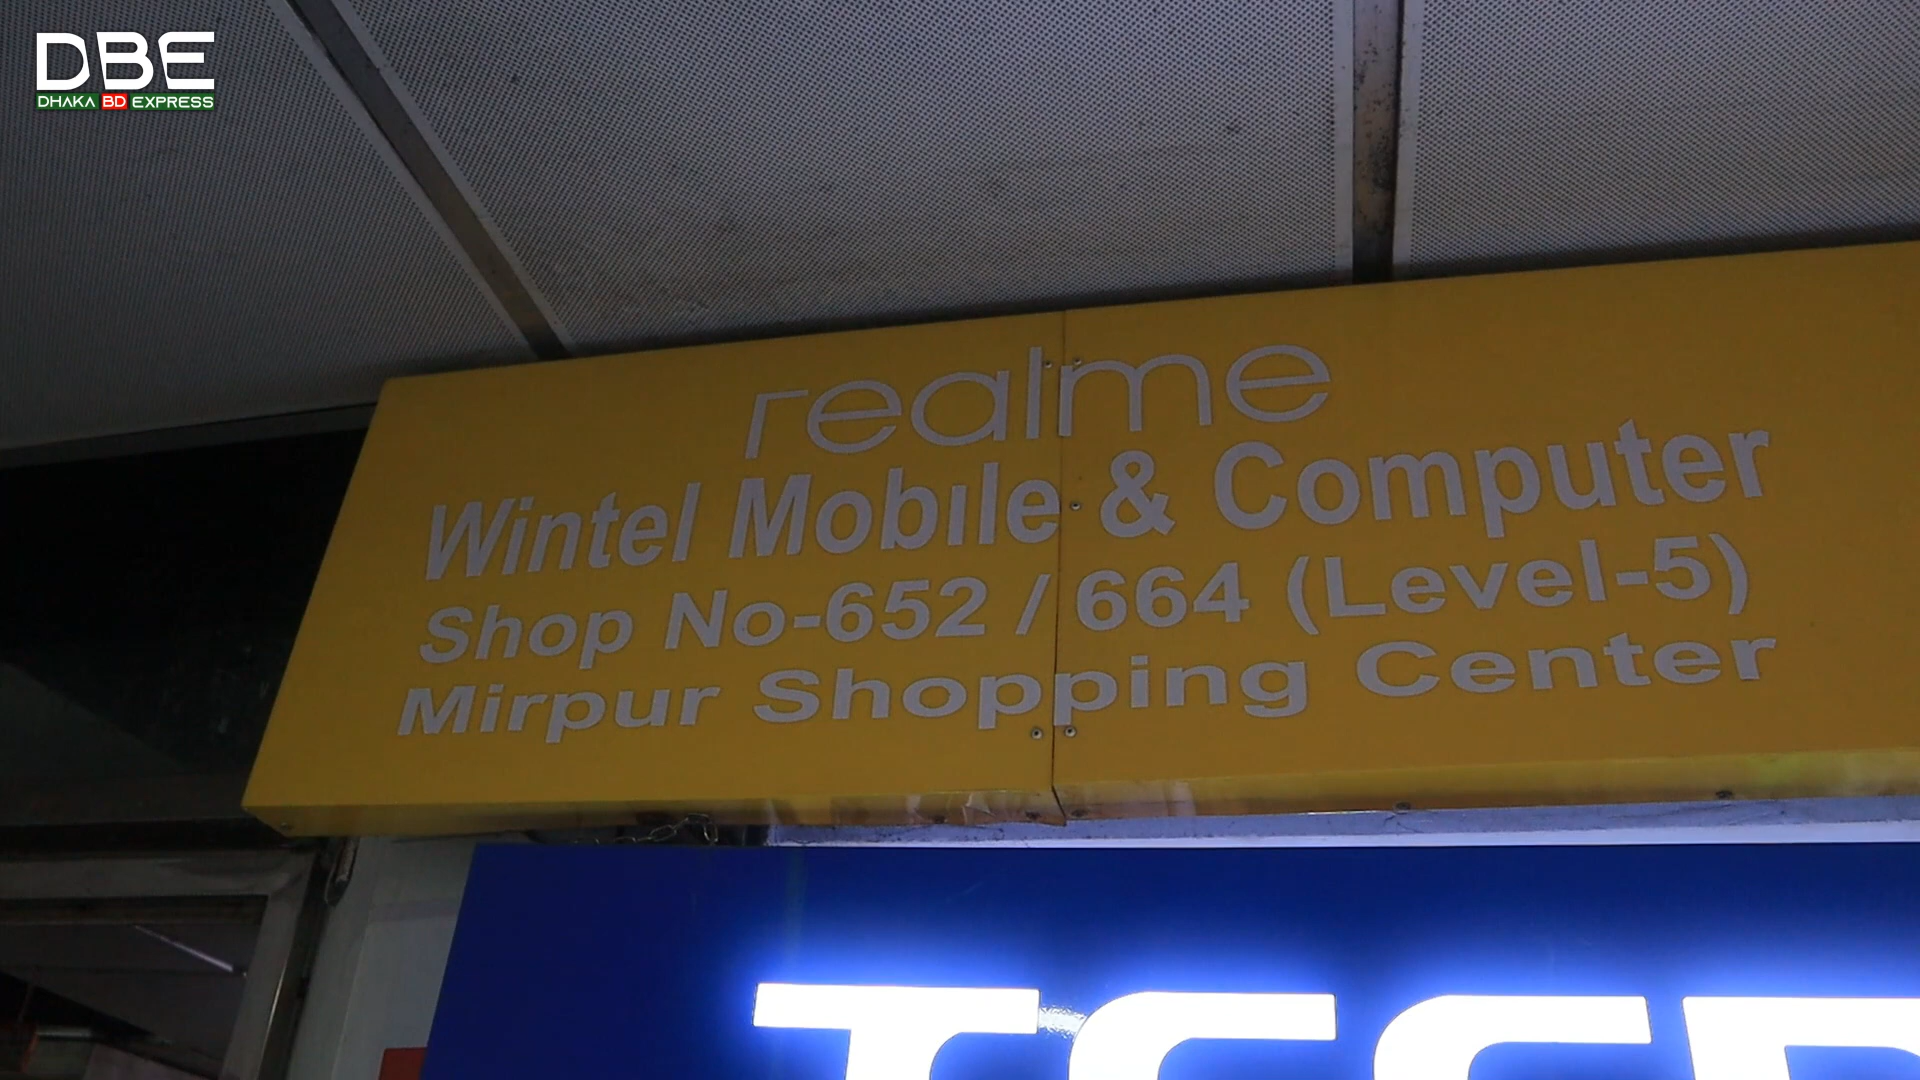 DBE
DHAKA BD EXPRESS
realme
Wintel Mobile & Computer
Shop No-652 / 664 (Level-5)
Mirpur Shopping Center